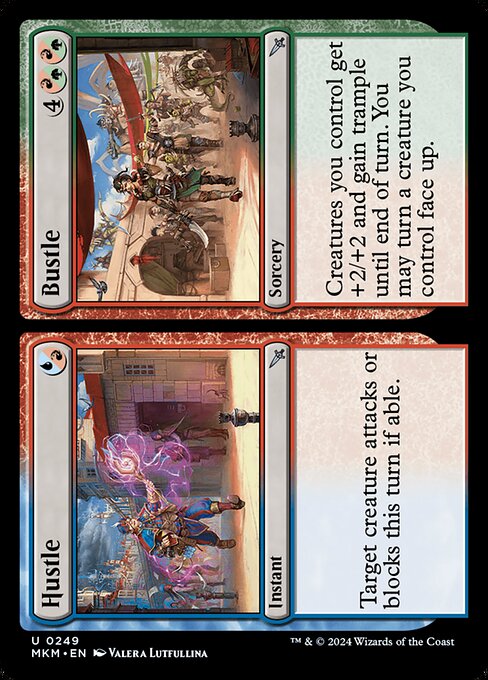 Hustle
Instant
Target creature attacks or
blocks this turn if able.
Bustle
4
Sorcery
Creatures you control get
+2/+2 and gain trample
until end of turn. You
may turn a creature you
control face up.
U 0249
MKM • EN VALERA LUTFULLINA
™ & © 2024 Wizards of the Coast